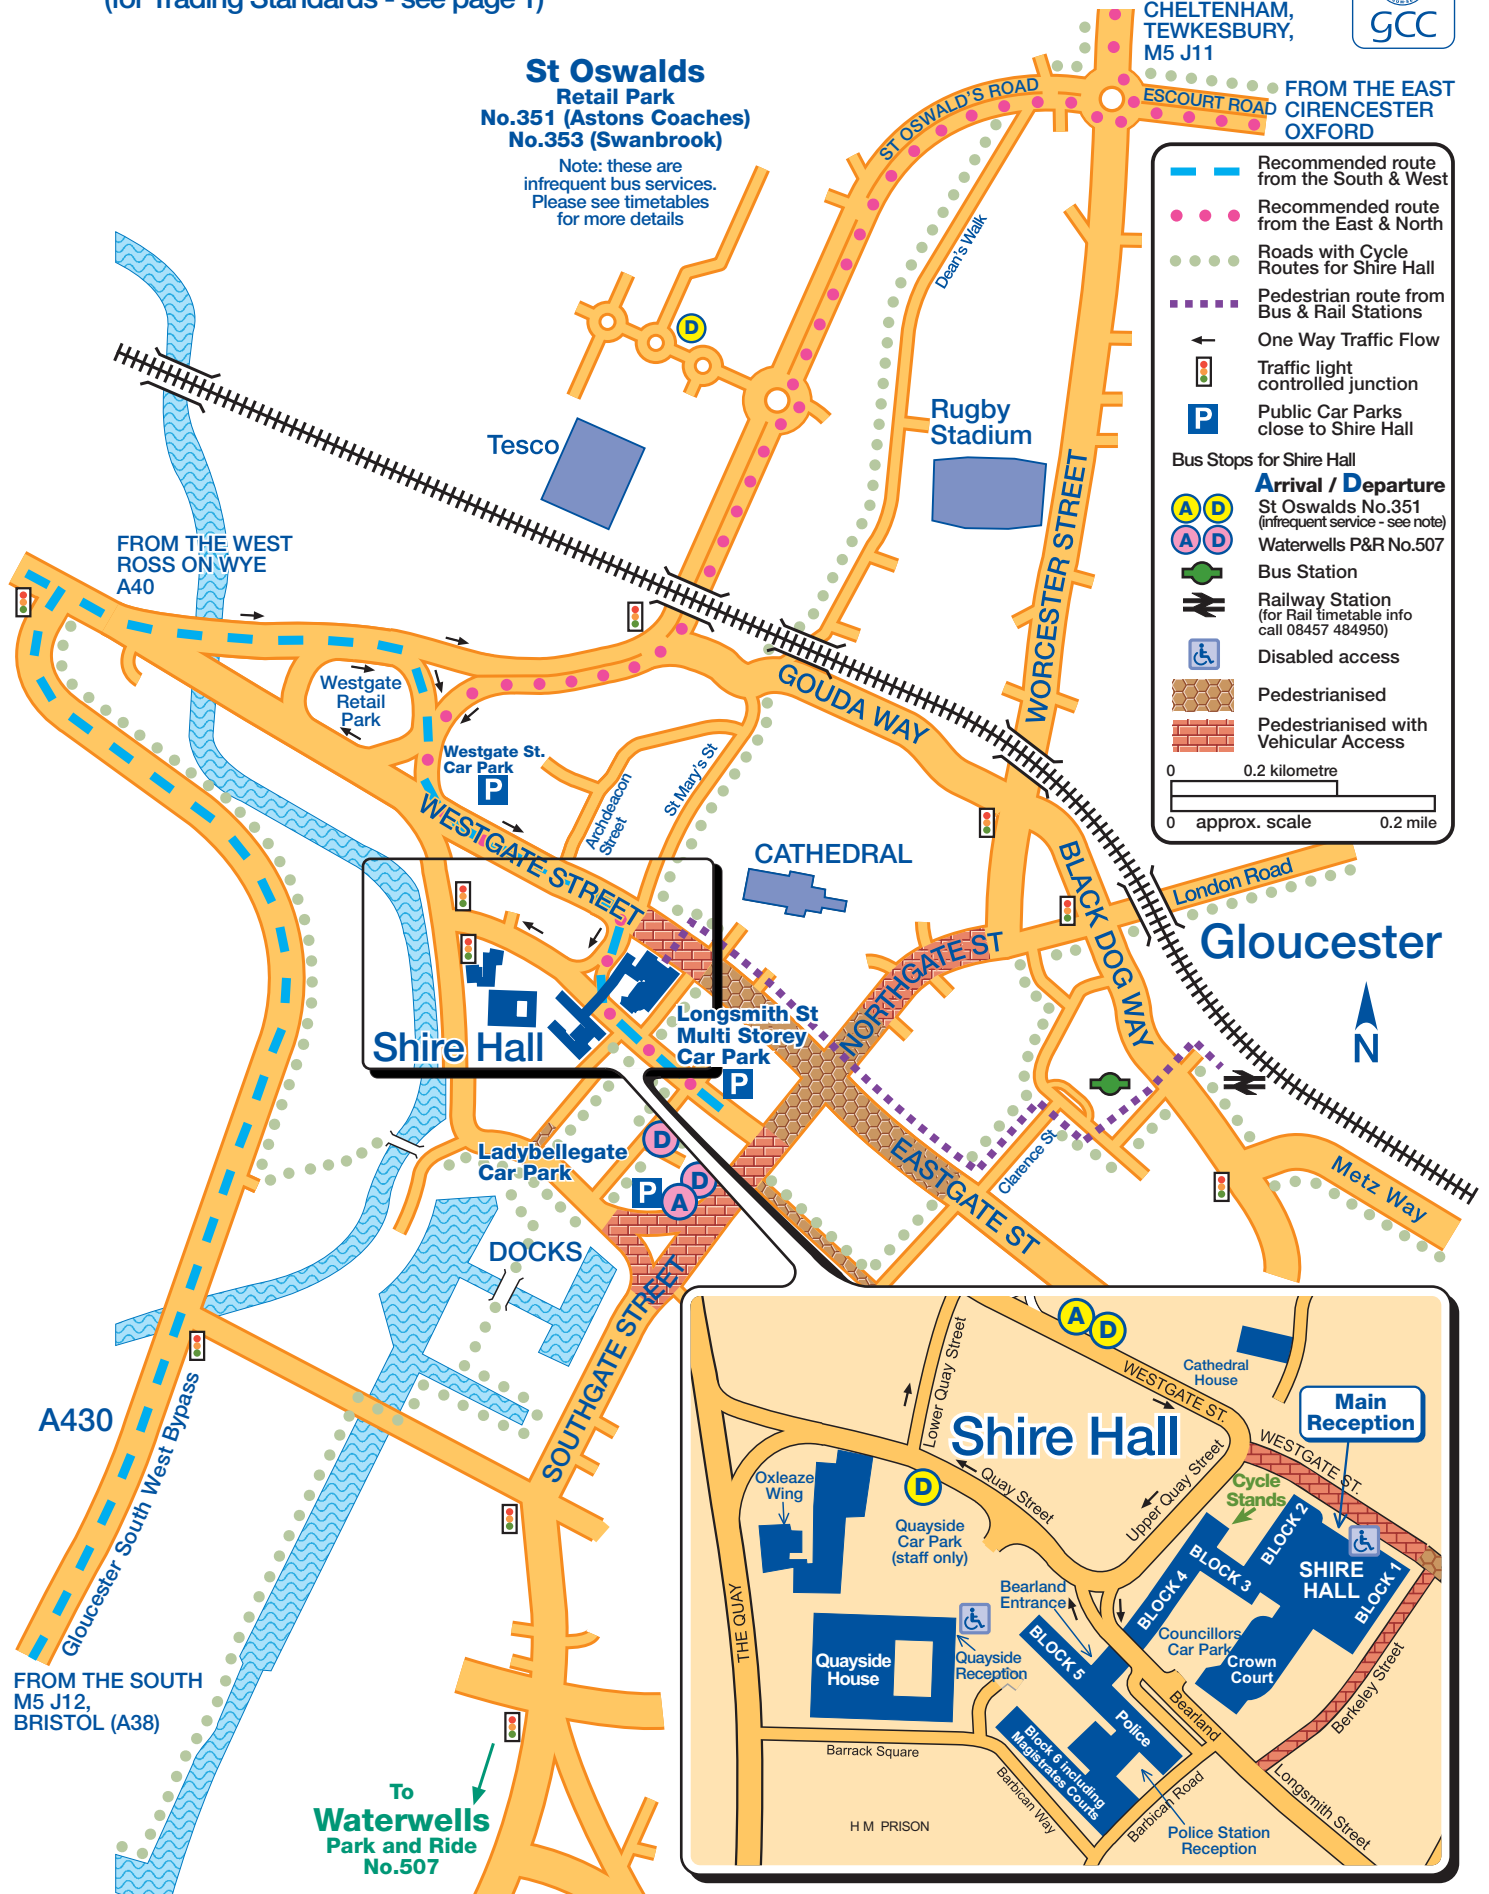 (for Trading Standards - see page 1)
CHELTENHAM,
TEWKESBURY,
M5 J11
gcc
St Oswalds
Retail Park
No.351 (Astons Coaches)
No.353 (Swanbrook)
Note: these are
infrequent bus services.
Please see timetables
for more details
ST OSWALD'S ROAD
ESCOURT ROAD
FROM THE EAST
CIRENCESTER
OXFORD
Recommended route
from the South & West
Recommended route
from the East & North
Roads with Cycle
Routes for Shire Hall
Pedestrian route from
Bus & Rail Stations
One Way Traffic Flow
Traffic light
controlled junction
P
Public Car Parks
close to Shire Hall
Bus Stops for Shire Hall
Arrival / Departure
A D
St Oswalds No.351
(infrequent service - see note)
A D
Waterwells P&R No.507
Bus Station
Railway Station
(for Rail timetable info
call 08457 484950)
Disabled access
Pedestrianised
Pedestrianised with
Vehicular Access
0 0.2 kilometre
0 approx. scale 0.2 mile
Dean's Walk
D
Tesco
Rugby
Stadium
WORCESTER STREET
FROM THE WEST
ROSS ON WYE
A40
Westgate
Retail
Park
GOUDA WAY
Westgate St.
Car Park
P
Archdeacon
Street
St Mary's St
WESTGATE STREET
CATHEDRAL
BLACK DOG WAY
London Road
Gloucester
N
NORTHGATE ST
Longsmith St
Multi Storey
Car Park
P
Shire Hall
Ladybellegate
Car Park
P
D
D
A
EASTGATE ST
Clarence St
Metz Way
DOCKS
SOUTHGATE STREET
A430
Gloucester South West Bypass
FROM THE SOUTH
M5 J12,
BRISTOL (A38)
To
Waterwells
Park and Ride
No.507
A
D
Lower Quay Street
WESTGATE ST.
Cathedral
House
Main
Reception
Shire Hall
WESTGATE ST.
Oxleaze
Wing
D
Quay Street
Upper Quay Street
Cycle
Stands
Quayside
Car Park
(staff only)
BLOCK 2
BLOCK 3
BLOCK 4
SHIRE
HALL
BLOCK 1
Bearland
Entrance
THE QUAY
BLOCK 5
Councillors
Car Park
Crown
Court
Quayside
House
Quayside
Reception
Berkeley Street
Bearland
Police
Barrack Square
Block 6 including
Magistrates Courts
Barbican Way
Barbican Road
Longsmith Street
H M PRISON
Police Station
Reception